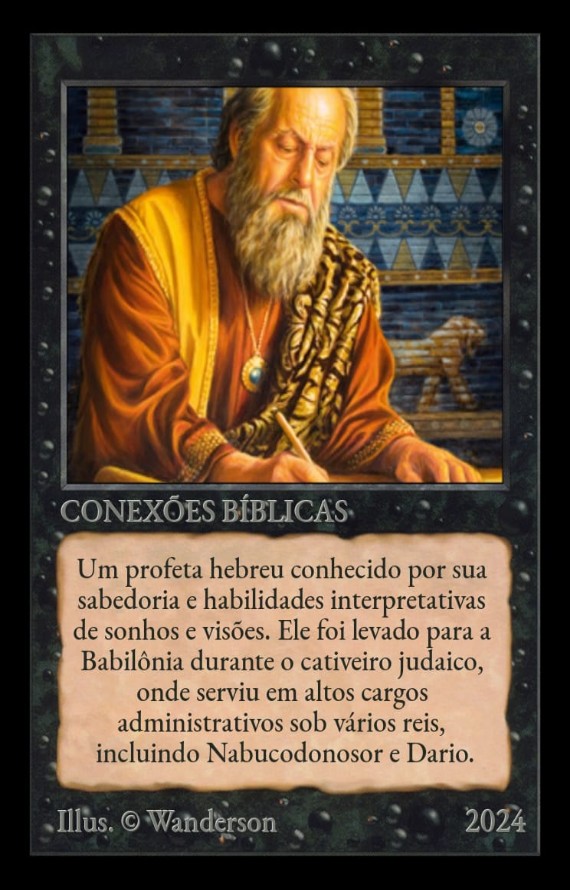 CONEXÕES BÍBLICAS
Um profeta hebreu conhecido por sua
sabedoria e habilidades interpretativas
de sonhos e visões. Ele foi levado para a
Babilônia durante o cativeiro judaico,
onde serviu em altos cargos
administrativos sob vários reis,
incluindo Nabucodonosor e Dario.
Illus. © Wanderson
2024